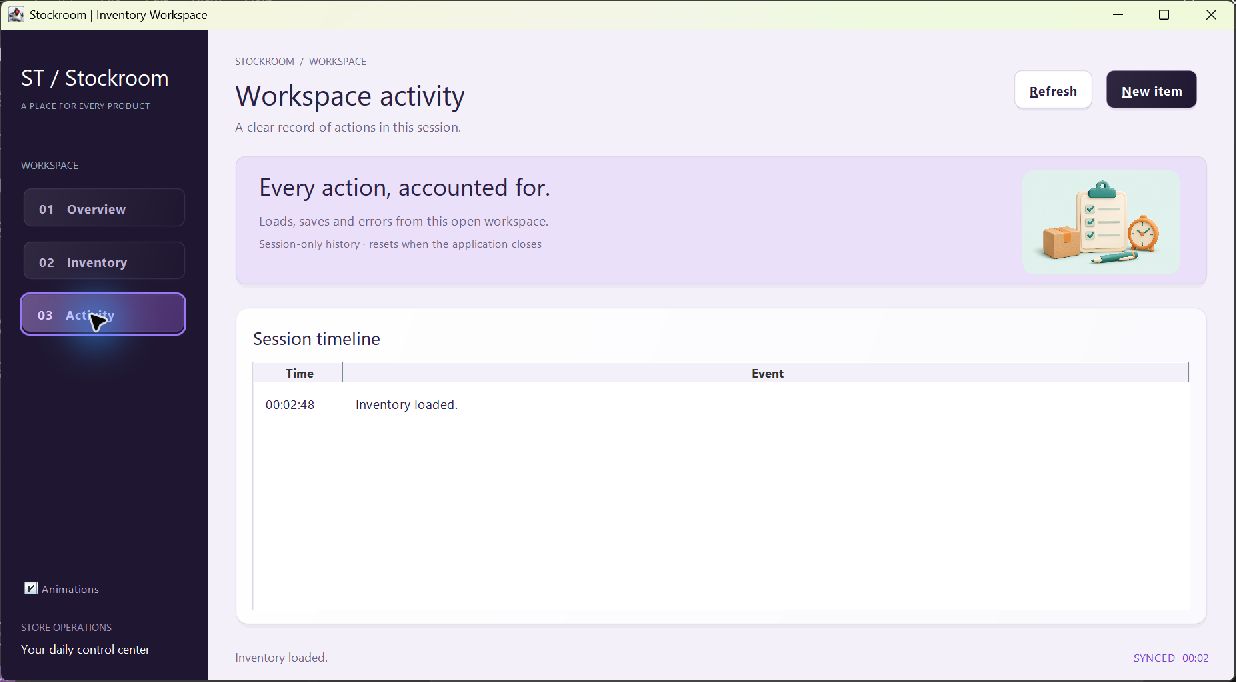 Stockroom | Inventory Workspace
ST / Stockroom
A PLACE FOR EVERY PRODUCT
WORKSPACE
01 Overview
02 Inventory
03 Activity
Animations
STORE OPERATIONS
Your daily control center
STOCKROOM / WORKSPACE
Workspace activity
A clear record of actions in this session.
Refresh
New item
Every action, accounted for.
Loads, saves and errors from this open workspace.
Session-only history · resets when the application closes
Session timeline
Time Event
00:02:48 Inventory loaded.
Inventory loaded.
SYNCED 00:02